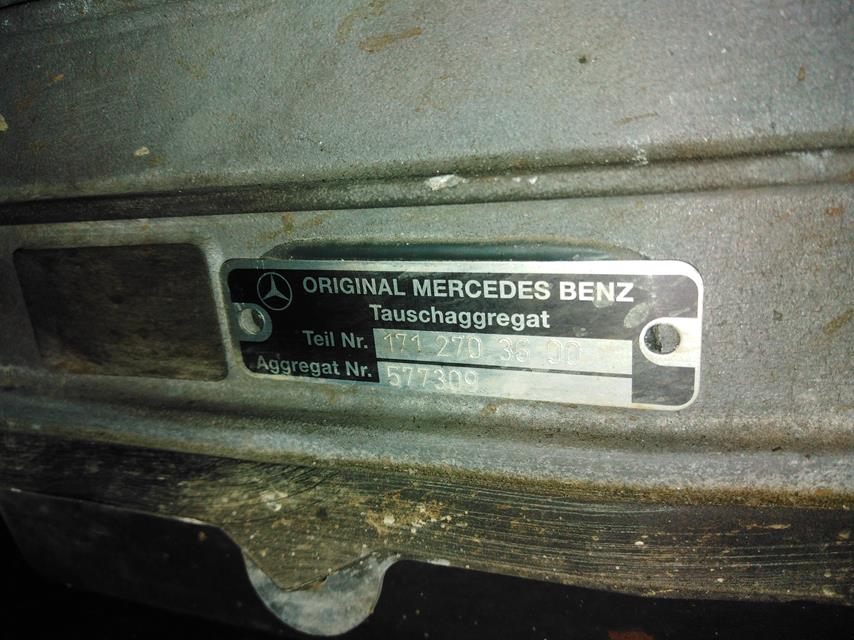 ORIGINAL MERCEDES BENZ
Tauschaggregat
Teil Nr. 171 270 36 00
Aggregat Nr. 577309